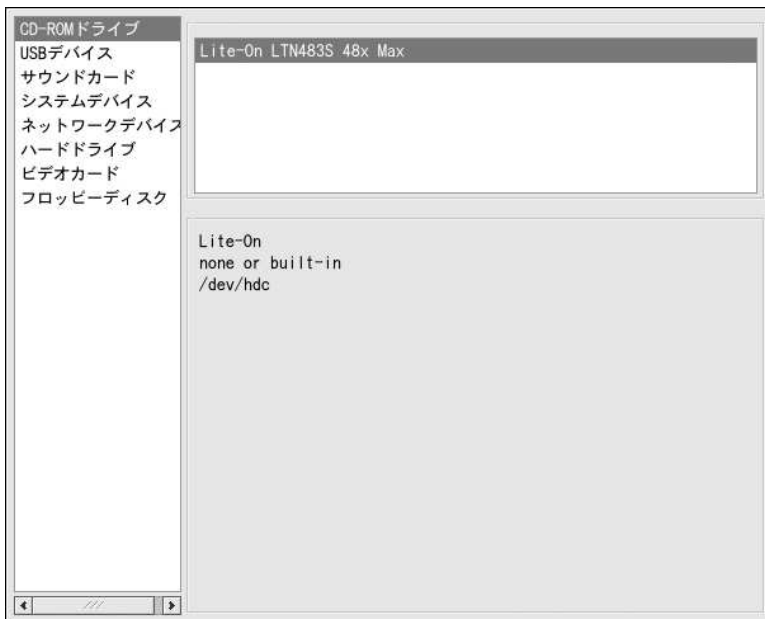 CD-ROMドライブ
USBデバイス
サウンドカード
システムデバイス
ネットワークデバイス
ハードドライブ
ビデオカード
フロッピーディスク
Lite-On LTN483S 48x Max
Lite-On
none or built-in
/dev/hdc